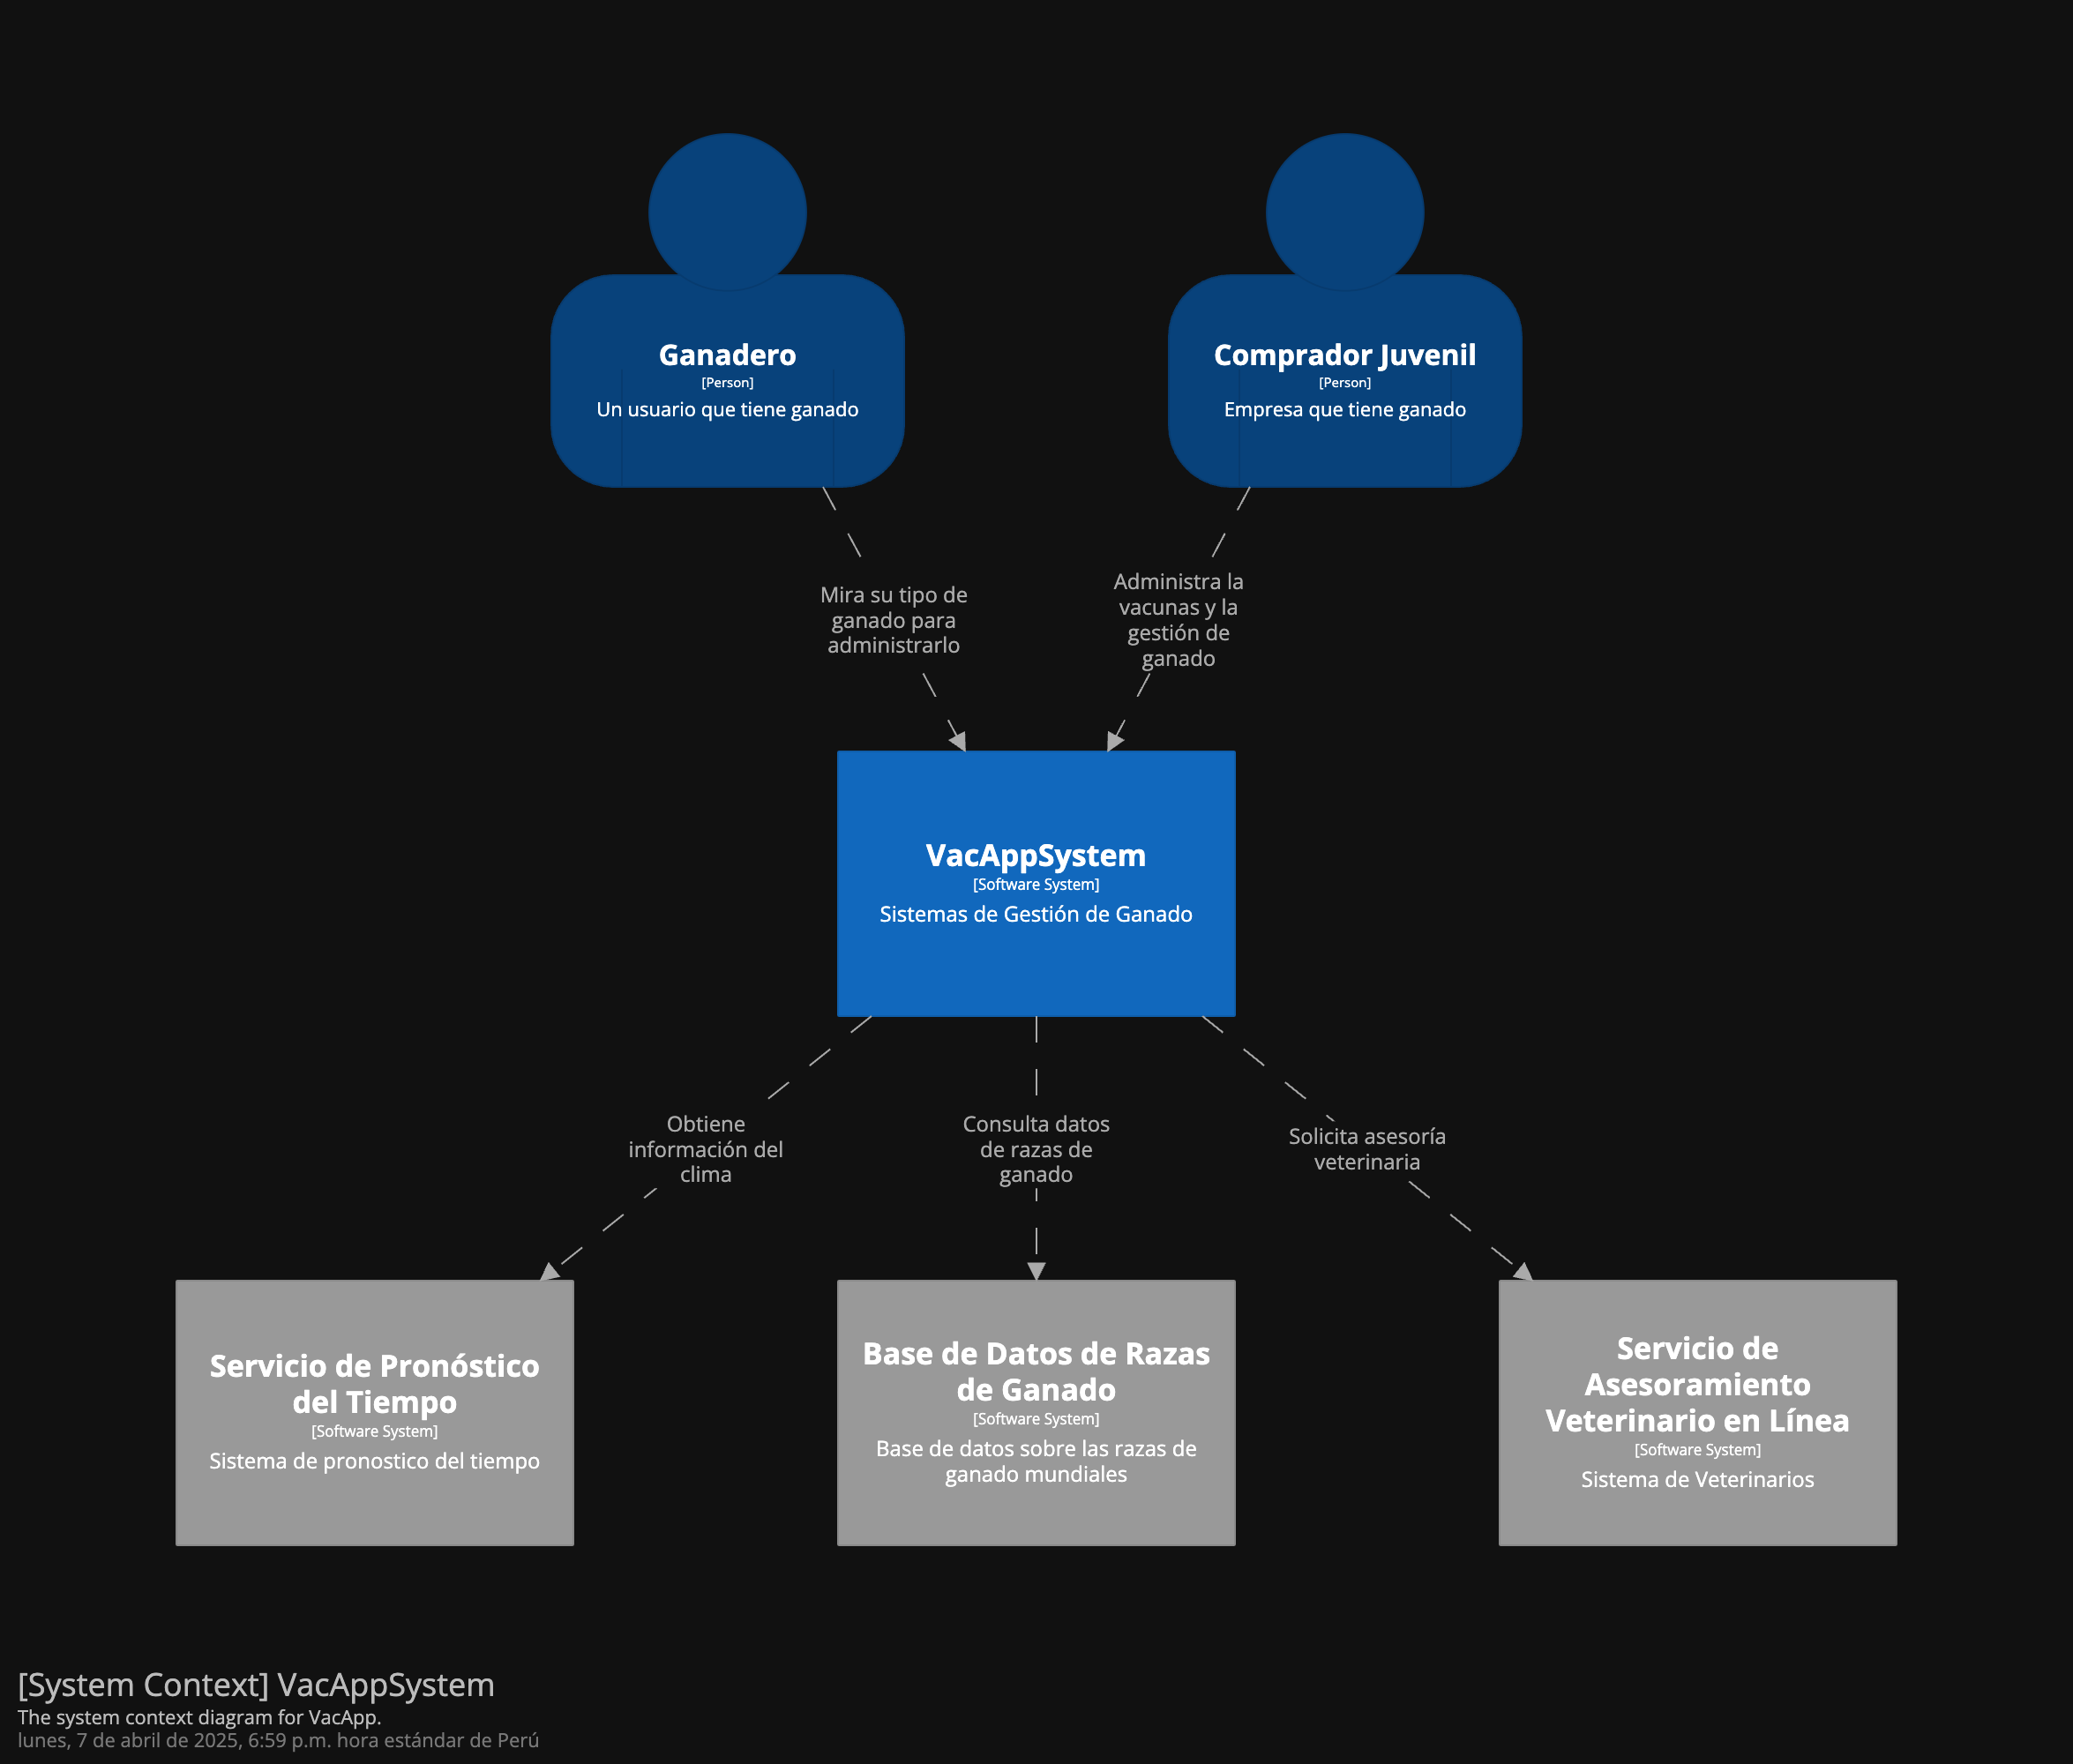 Ganadero
[Person]
Un usuario que tiene ganado
Comprador Juvenil
[Person]
Empresa que tiene ganado
Mira su tipo de
ganado para
administrarlo
Administra la
vacunas y la
gestión de
ganado
VacAppSystem
[Software System]
Sistemas de Gestión de Ganado
Obtiene
información del
clima
Consulta datos
de razas de
ganado
Solicita asesoría
veterinaria
Servicio de Pronóstico
del Tiempo
[Software System]
Sistema de pronostico del tiempo
Base de Datos de Razas
de Ganado
[Software System]
Base de datos sobre las razas de
ganado mundiales
Servicio de
Asesoramiento
Veterinario en Línea
[Software System]
Sistema de Veterinarios
[System Context] VacAppSystem
The system context diagram for VacApp.
lunes, 7 de abril de 2025, 6:59 p.m. hora estándar de Perú